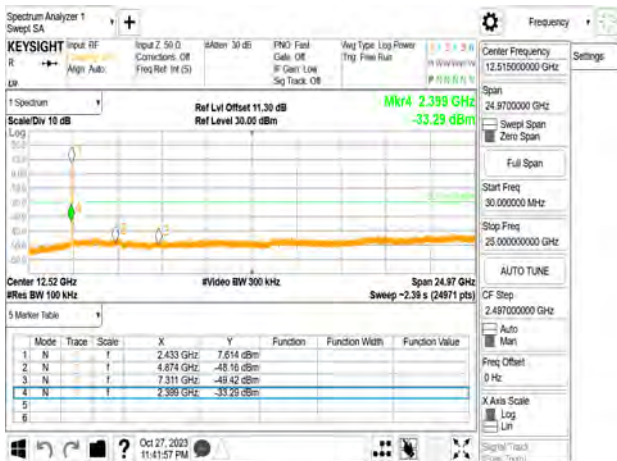 Spectrum Analyzer 1
Swept SA
+
Frequency
KEYSIGHT
Input: RF
Input Z: 50 Ω
#Atten: 30 dB
PNO: Fast
Avg Type: Log Power
R
Corrections: Off
Gate: Off
Trig: Free Run
Align: Auto
Freq Ref: Int (S)
IF Gain: Low
Sig Track: Off
P N N N N N
Center Frequency
12.515000000 GHz
Settings
Span
24.9700000 GHz
Swept Span
Zero Span
Full Span
Start Freq
30.000000 MHz
Stop Freq
25.000000000 GHz
AUTO TUNE
CF Step
2.497000000 GHz
Auto
Man
Freq Offset
0 Hz
X Axis Scale
Log
Lin
Signal Track
1 Spectrum
Scale/Div 10 dB
Ref Lvl Offset 11.30 dB
Ref Level 30.00 dBm
Mkr4 2.399 GHz
-33.29 dBm
Log
Center 12.52 GHz
#Video BW 300 kHz
Span 24.97 GHz
#Res BW 100 kHz
Sweep ~2.39 s (24971 pts)
5 Marker Table
Mode Trace Scale X Y Function Function Width Function Value
1 N f 2.433 GHz 7.614 dBm
2 N f 4.874 GHz -48.16 dBm
3 N f 7.311 GHz -49.42 dBm
4 N f 2.399 GHz -33.29 dBm
5
6
?
Oct 27, 2023
11:41:57 PM